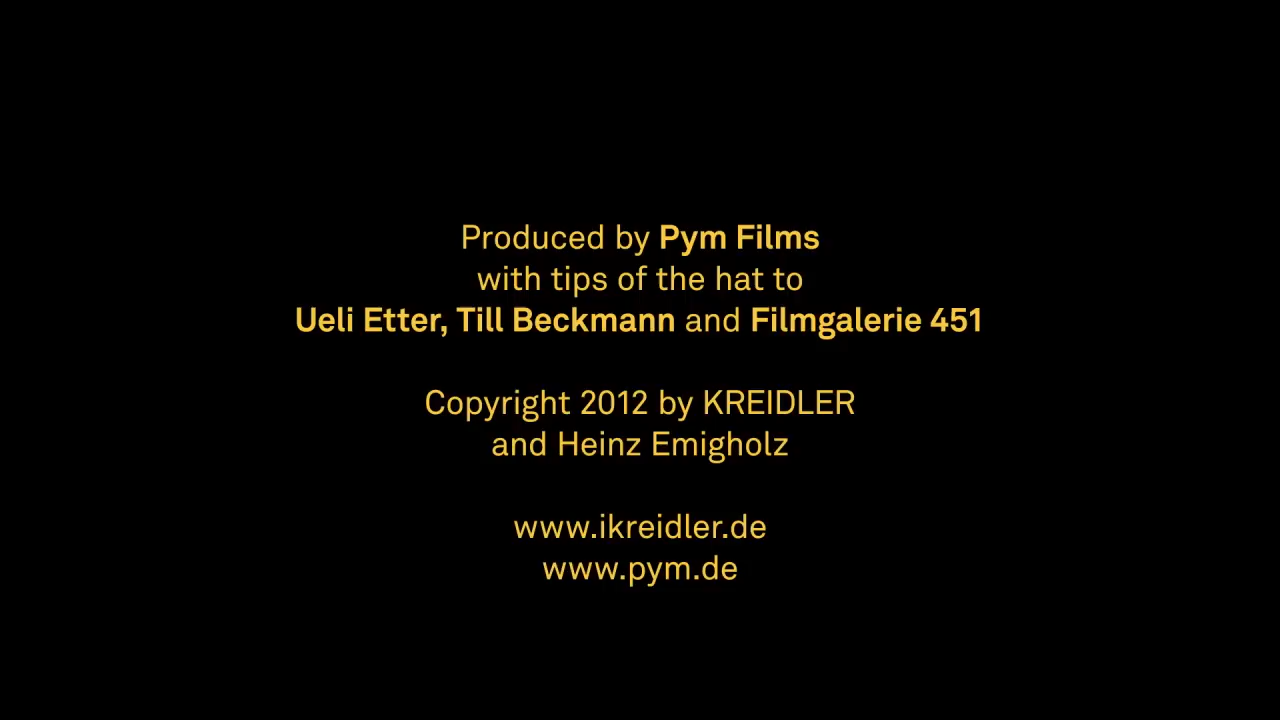 Produced by Pym Films
with tips of the hat to
Ueli Etter, Till Beckmann and Filmgalerie 451
Copyright 2012 by KREIDLER
and Heinz Emigholz
www.ikreidler.de
www.pym.de